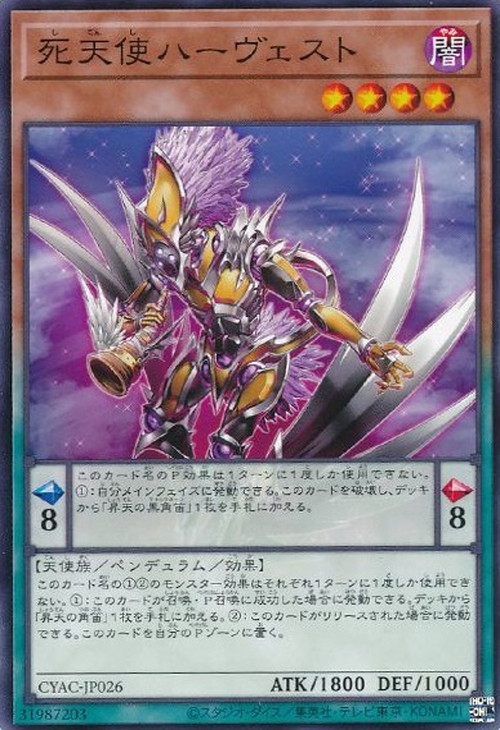 死天使ハーヴェスト
闇
このカード名のP効果は1ターンに1度しか使用できない。
①：自分メインフェイズに発動できる。このカードを破壊し、デッキ
から「昇天の黒角笛」1枚を手札に加える。
8
8
【天使族／ペンデュラム／効果】
このカード名の①②のモンスター効果はそれぞれ1ターンに1度しか使用でき
ない。①：このカードが召喚・P召喚に成功した場合に発動できる。デッキから
「昇天の角笛」1枚を手札に加える。②：このカードがリリースされた場合に発動
できる。このカードを自分のPゾーンに置く。
CYAC-JP026
ATK/1800 DEF/1000
31987203
©スタジオ・ダイス／集英社・テレビ東京・KONAMI